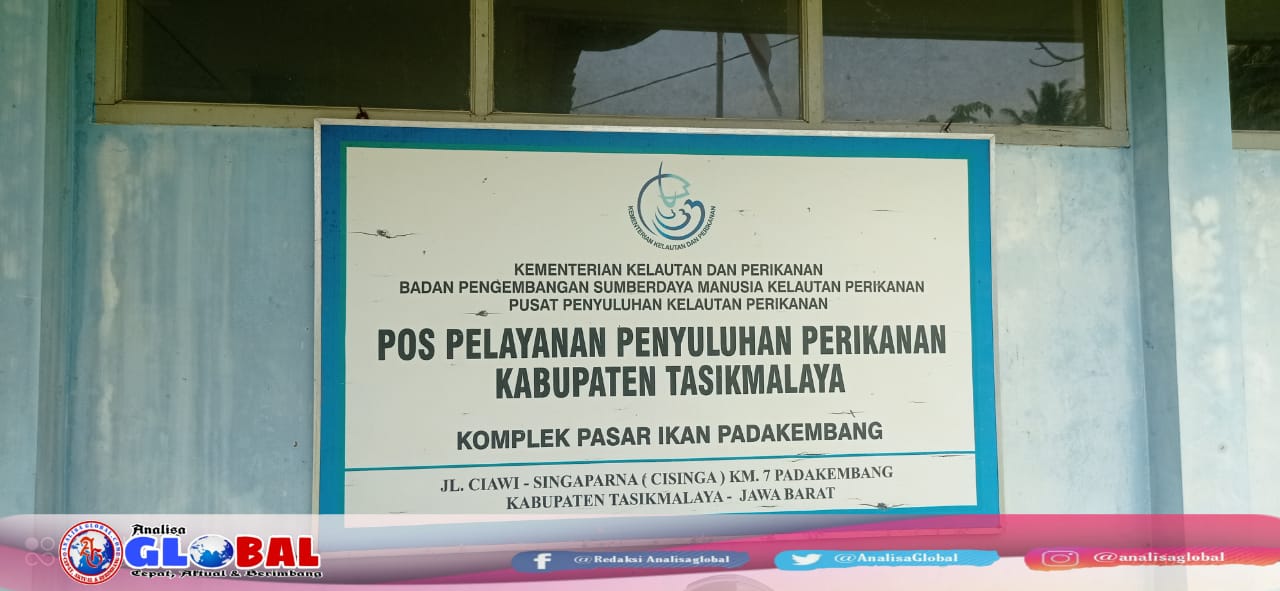 KEMENTERIAN KELAUTAN DAN PERIKANAN
KEMENTERIAN KELAUTAN DAN PERIKANAN
BADAN PENGEMBANGAN SUMBERDAYA MANUSIA KELAUTAN PERIKANAN
PUSAT PENYULUHAN KELAUTAN PERIKANAN
POS PELAYANAN PENYULUHAN PERIKANAN
KABUPATEN TASIKMALAYA
KOMPLEK PASAR IKAN PADAKEMBANG
JL. CIAWI - SINGAPARNA ( CISINGA ) KM. 7 PADAKEMBANG
KABUPATEN TASIKMALAYA - JAWA BARAT
Analisa
GLOBAL
Cepat, Aktual & Berimbang
@Redaksi Analisaglobal
@AnalisaGlobal
@analisaglobal